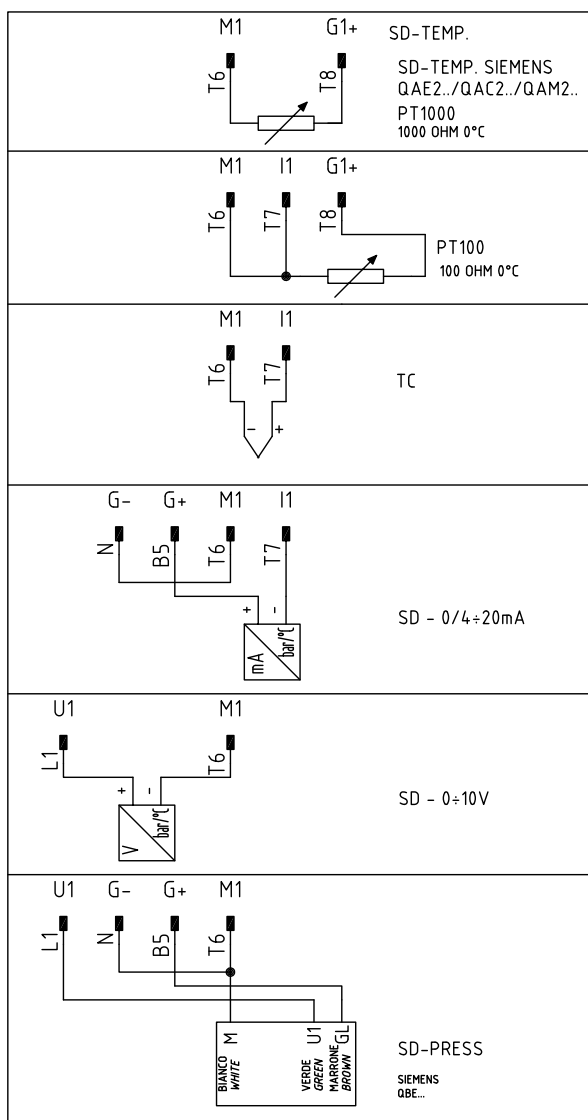 M1 G1+ SD-TEMP.
T6 T8
SD-TEMP. SIEMENS
QAE2../QAC2../QAM2..
PT1000
1000 OHM 0°C
M1 I1 G1+
T6 T7 T8
PT100
100 OHM 0°C
M1 I1
T6 T7
TC
- +
G- G+ M1 I1
N B5 T6 T7
+ -
mA bar/°C
SD - 0/4÷20mA
U1 M1
L1 T6
+ -
V bar/°C
SD - 0÷10V
U1 G- G+ M1
L1 N B5 T6
M U1 GL
BIANCO VERDE MARRONE
WHITE GREEN BROWN
SD-PRESS
SIEMENS
QBE...